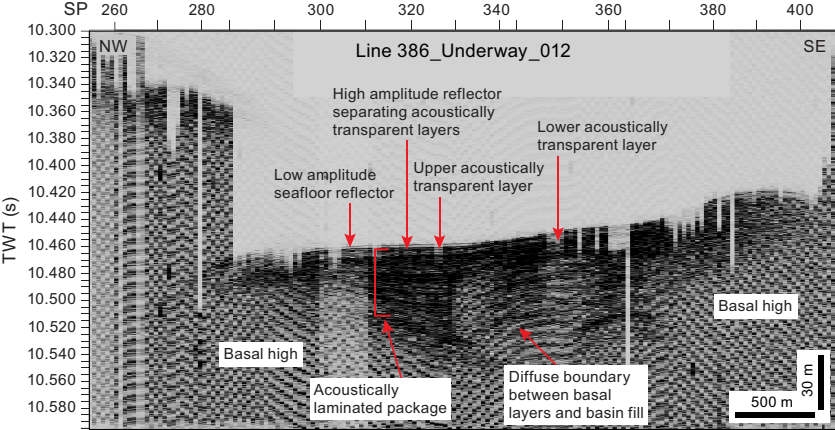 SP 260 280 300 320 340 360 380 400
10.300
10.320
10.340
10.360
10.380
10.400
10.420
10.440
10.460
10.480
10.500
10.520
10.540
10.560
10.580
TWT (s)
NW
Line 386_Underway_012
SE
High amplitude reflector
separating acoustically
transparent layers
Lower acoustically
transparent layer
Low amplitude
seafloor reflector
Upper acoustically
transparent layer
Basal high
Basal high
Acoustically
laminated package
Diffuse boundary
between basal
layers and basin fill
30 m
500 m